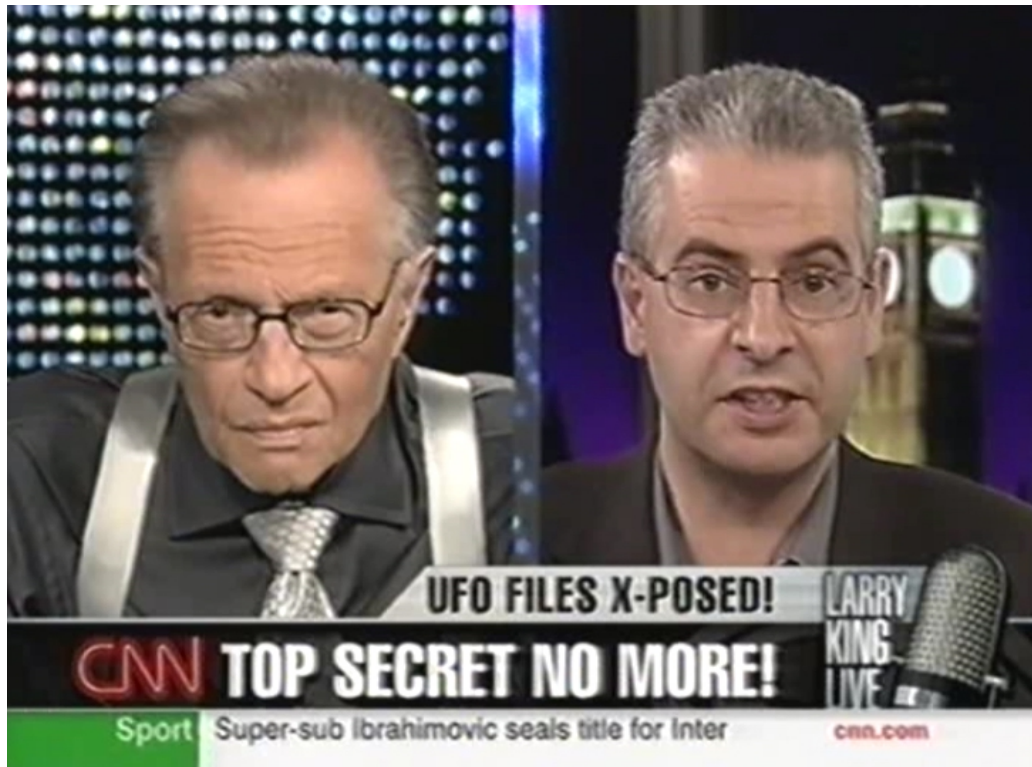 UFO FILES X-POSED!
LARRY
KING
LIVE
CNN TOP SECRET NO MORE!
Sport Super-sub Ibrahimovic seals title for Inter cnn.com